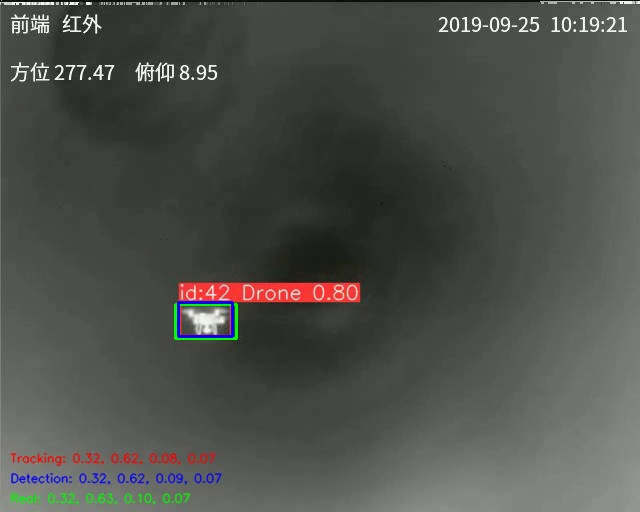 前端 红外
2019-09-25 10:19:21
方位 277.47 俯仰 8.95
id:42 Drone 0.80
Tracking: 0.32, 0.62, 0.08, 0.07
Detection: 0.32, 0.62, 0.09, 0.07
Real: 0.32, 0.63, 0.10, 0.07